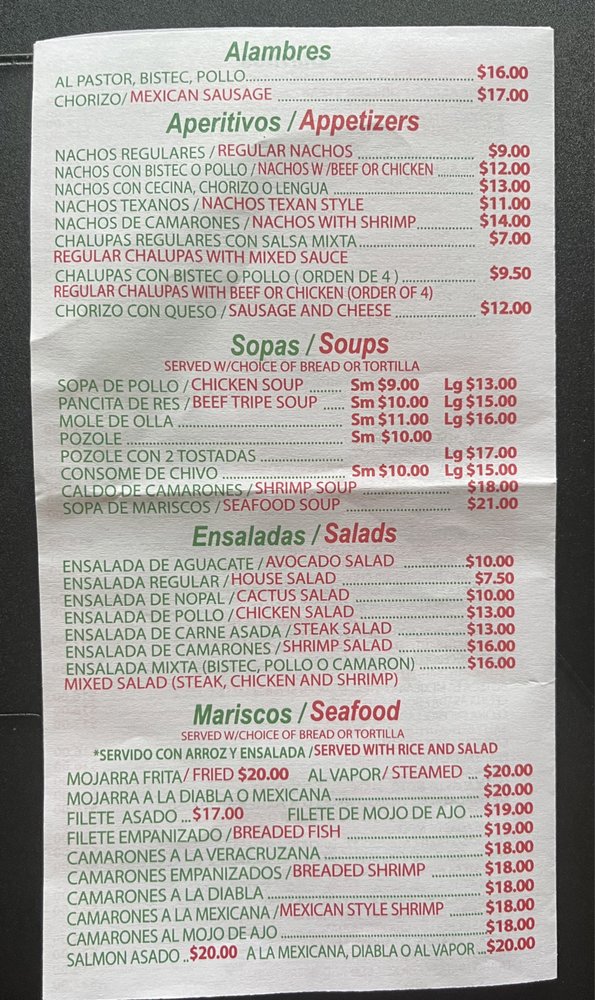 Alambres
AL PASTOR, BISTEC, POLLO.................... $16.00
CHORIZO/ MEXICAN SAUSAGE .................... $17.00
Aperitivos / Appetizers
NACHOS REGULARES / REGULAR NACHOS .................... $9.00
NACHOS CON BISTEC O POLLO / NACHOS W /BEEF OR CHICKEN .......... $12.00
NACHOS CON CECINA, CHORIZO O LENGUA .................... $13.00
NACHOS TEXANOS / NACHOS TEXAN STYLE $11.00
NACHOS DE CAMARONES / NACHOS WITH SHRIMP.............. $14.00
CHALUPAS REGULARES CON SALSA MIXTA.................... $7.00
REGULAR CHALUPAS WITH MIXED SAUCE
CHALUPAS CON BISTEC O POLLO ( ORDEN DE 4 ).................... $9.50
REGULAR CHALUPAS WITH BEEF OR CHICKEN (ORDER OF 4)
CHORIZO CON QUESO / SAUSAGE AND CHEESE .................... $12.00
Sopas / Soups
SERVED W/CHOICE OF BREAD OR TORTILLA
SOPA DE POLLO / CHICKEN SOUP ........ Sm $9.00 Lg $13.00
PANCITA DE RES / BEEF TRIPE SOUP ...... Sm $10.00 Lg $15.00
MOLE DE OLLA .................... Sm $11.00 Lg $16.00
POZOLE .................... Sm $10.00
POZOLE CON 2 TOSTADAS .................... Lg $17.00
CONSOME DE CHIVO .................... Sm $10.00 Lg $15.00
CALDO DE CAMARONES / SHRIMP SOUP .................... $18.00
SOPA DE MARISCOS / SEAFOOD SOUP .................... $21.00
Ensaladas / Salads
ENSALADA DE AGUACATE / AVOCADO SALAD ....................$10.00
ENSALADA REGULAR / HOUSE SALAD .................... $7.50
ENSALADA DE NOPAL / CACTUS SALAD ....................$10.00
ENSALADA DE POLLO / CHICKEN SALAD ....................$13.00
ENSALADA DE CARNE ASADA / STEAK SALAD ....................$13.00
ENSALADA DE CAMARONES / SHRIMP SALAD ....................$16.00
ENSALADA MIXTA (BISTEC, POLLO O CAMARON) ............$16.00
MIXED SALAD (STEAK, CHICKEN AND SHRIMP)
Mariscos / Seafood
SERVED W/CHOICE OF BREAD OR TORTILLA
*SERVIDO CON ARROZ Y ENSALADA / SERVED WITH RICE AND SALAD
MOJARRA FRITA/ FRIED $20.00 AL VAPOR/ STEAMED ... $20.00
MOJARRA A LA DIABLA O MEXICANA .................... $20.00
FILETE ASADO ...$17.00 FILETE DE MOJO DE AJO ....$19.00
FILETE EMPANIZADO / BREADED FISH .................... $19.00
CAMARONES A LA VERACRUZANA .................... $18.00
CAMARONES EMPANIZADOS / BREADED SHRIMP ............ $18.00
CAMARONES A LA DIABLA ....................$18.00
CAMARONES A LA MEXICANA /MEXICAN STYLE SHRIMP .........$18.00
CAMARONES AL MOJO DE AJO ....................$18.00
SALMON ASADO ..$20.00 A LA MEXICANA, DIABLA O AL VAPOR ...$20.00